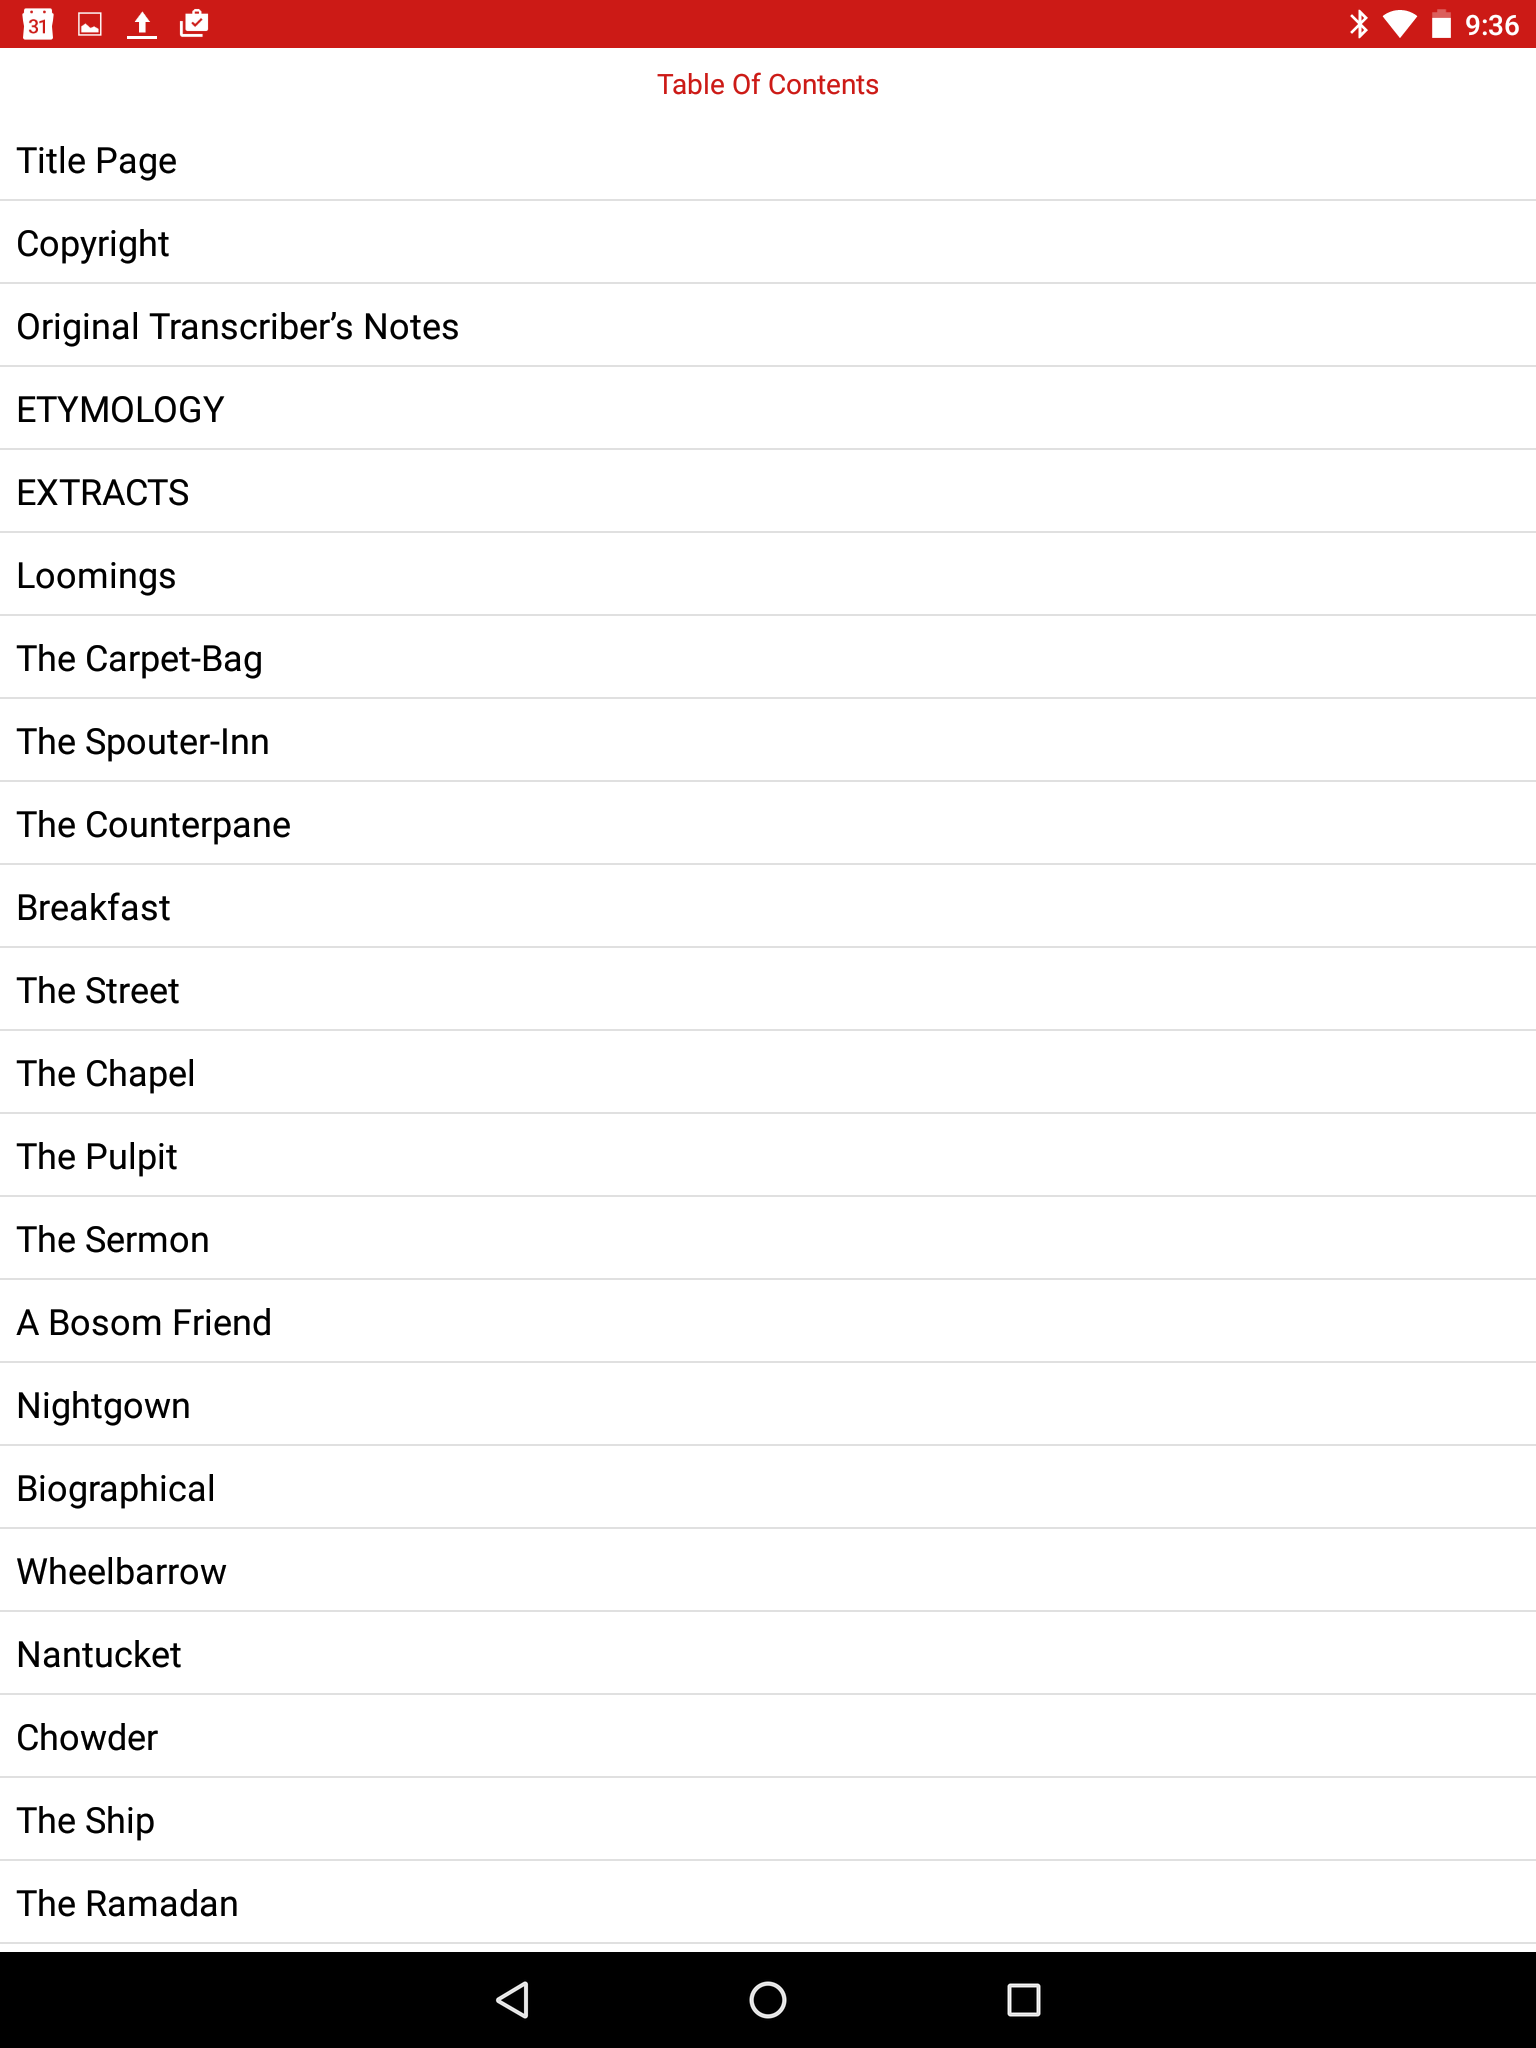 31
9:36
Table Of Contents
Title Page
Copyright
Original Transcriber’s Notes
ETYMOLOGY
EXTRACTS
Loomings
The Carpet-Bag
The Spouter-Inn
The Counterpane
Breakfast
The Street
The Chapel
The Pulpit
The Sermon
A Bosom Friend
Nightgown
Biographical
Wheelbarrow
Nantucket
Chowder
The Ship
The Ramadan